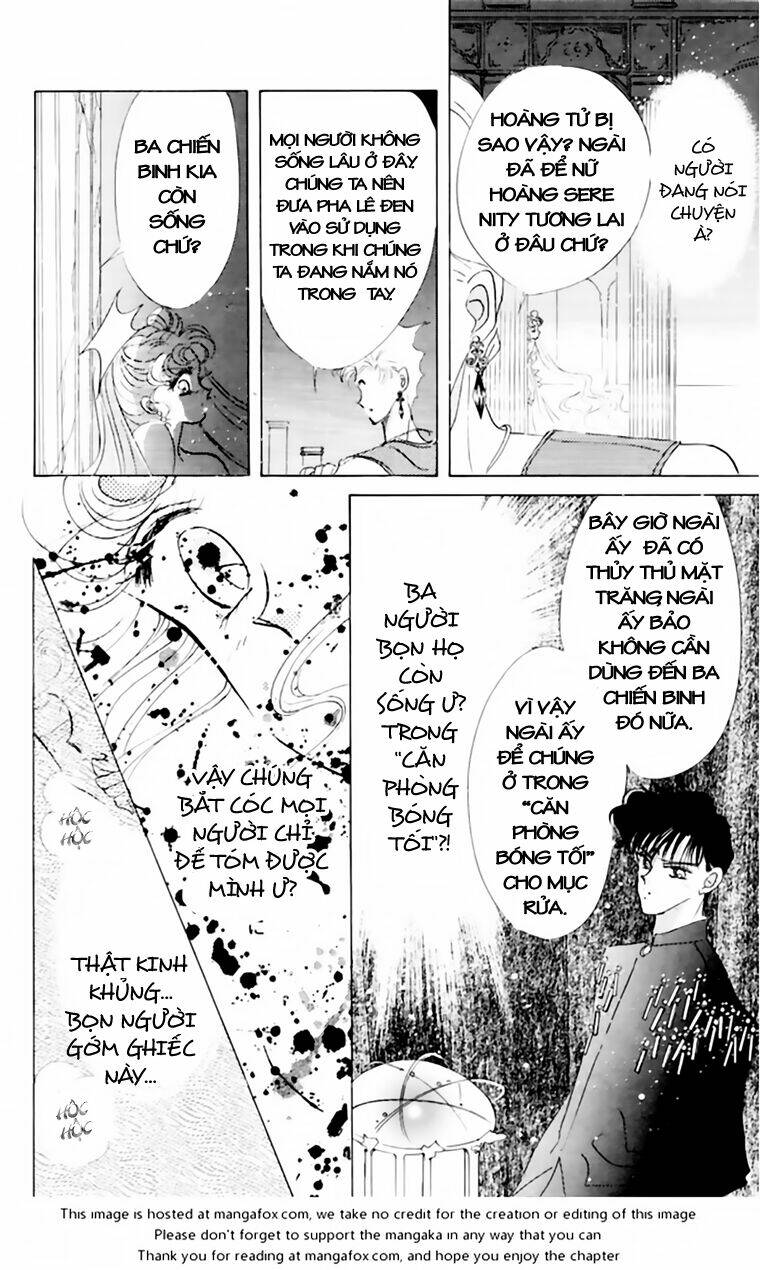 CÓ
NGƯỜI
ĐANG NÓI
CHUYỆN
À?
HOÀNG TỬ BỊ
SAO VẬY? NGÀI
ĐÃ ĐỂ NỮ
HOÀNG SERE
NITY TƯƠNG LAI
Ở ĐÂU CHỨ?
MỌI NGƯỜI KHÔNG
SỐNG LÂU Ở ĐÂY.
CHÚNG TA NÊN
ĐƯA PHA LÊ ĐEN
VÀO SỬ DỤNG
TRONG KHI CHÚNG
TA ĐANG NẮM NÓ
TRONG TAY.
BA CHIẾN
BINH KIA
CÒN
SỐNG
CHỨ?
BÂY GIỜ NGÀI
ẤY ĐÃ CÓ
THỦY THỦ MẶT
TRĂNG, NGÀI
ẤY BẢO
KHÔNG CẦN
DÙNG ĐẾN BA
CHIẾN BINH
ĐÓ NỮA.
VÌ VẬY
NGÀI ẤY
ĐỂ CHÚNG
Ở TRONG
“CĂN
PHÒNG
BÓNG TỐI”
CHO MỤC
RỬA.
BA
NGƯỜI
BỌN HỌ
CÒN
SỐNG Ư?
TRONG
"CĂN
PHÒNG
BÓNG
TỐI"?!
VẬY CHÚNG
BẮT CÓC MỌI
NGƯỜI CHỈ
ĐỂ TÓM ĐƯỢC
MÌNH Ư?
HỘC
HỘC
THẬT KINH
KHỦNG...
BỌN NGƯỜI
GỚM GHIẾC
NÀY...
HỘC
HỘC
This image is hosted at mangafox.com, we take no credit for the creation or editing of this image
Please don't forget to support the mangaka in any way that you can
Thank you for reading at mangafox.com, and hope you enjoy the chapter